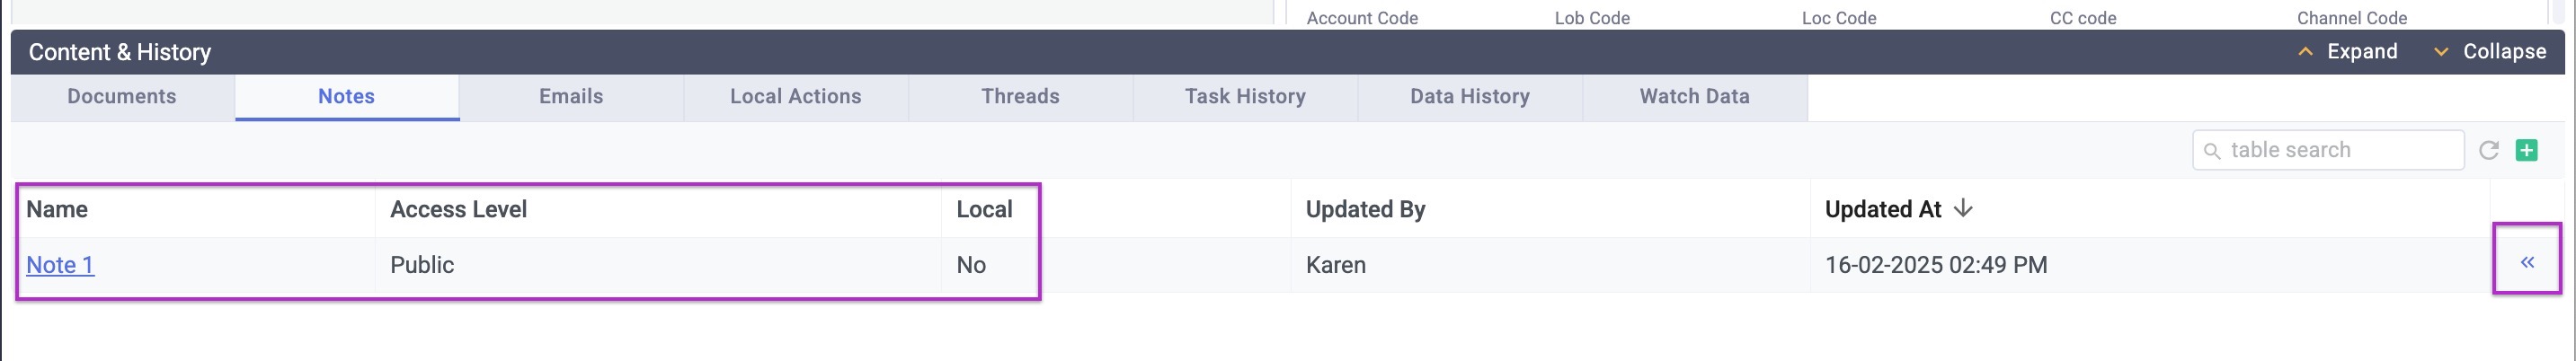 Account Code Lob Code Loc Code CC code Channel Code
Content & History Expand Collapse
Documents Notes Emails Local Actions Threads Task History Data History Watch Data
table search
Name Access Level Local Updated By Updated At
Note 1 Public No Karen 16-02-2025 02:49 PM